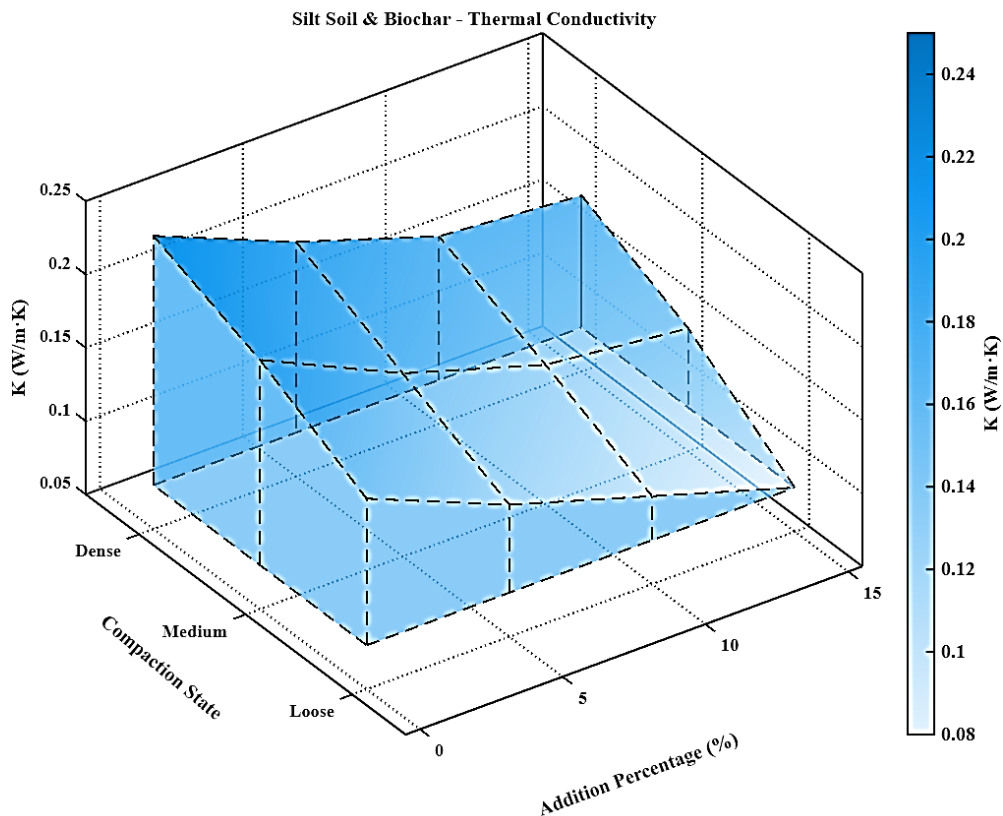 Silt Soil & Biochar - Thermal Conductivity
0.25
0.2
0.15
0.1
0.05
K (W/m·K)
Dense
Medium
Loose
Compaction State
0
5
10
15
Addition Percentage (%)
0.24
0.22
0.2
0.18
0.16
0.14
0.12
0.1
0.08
K (W/m·K)